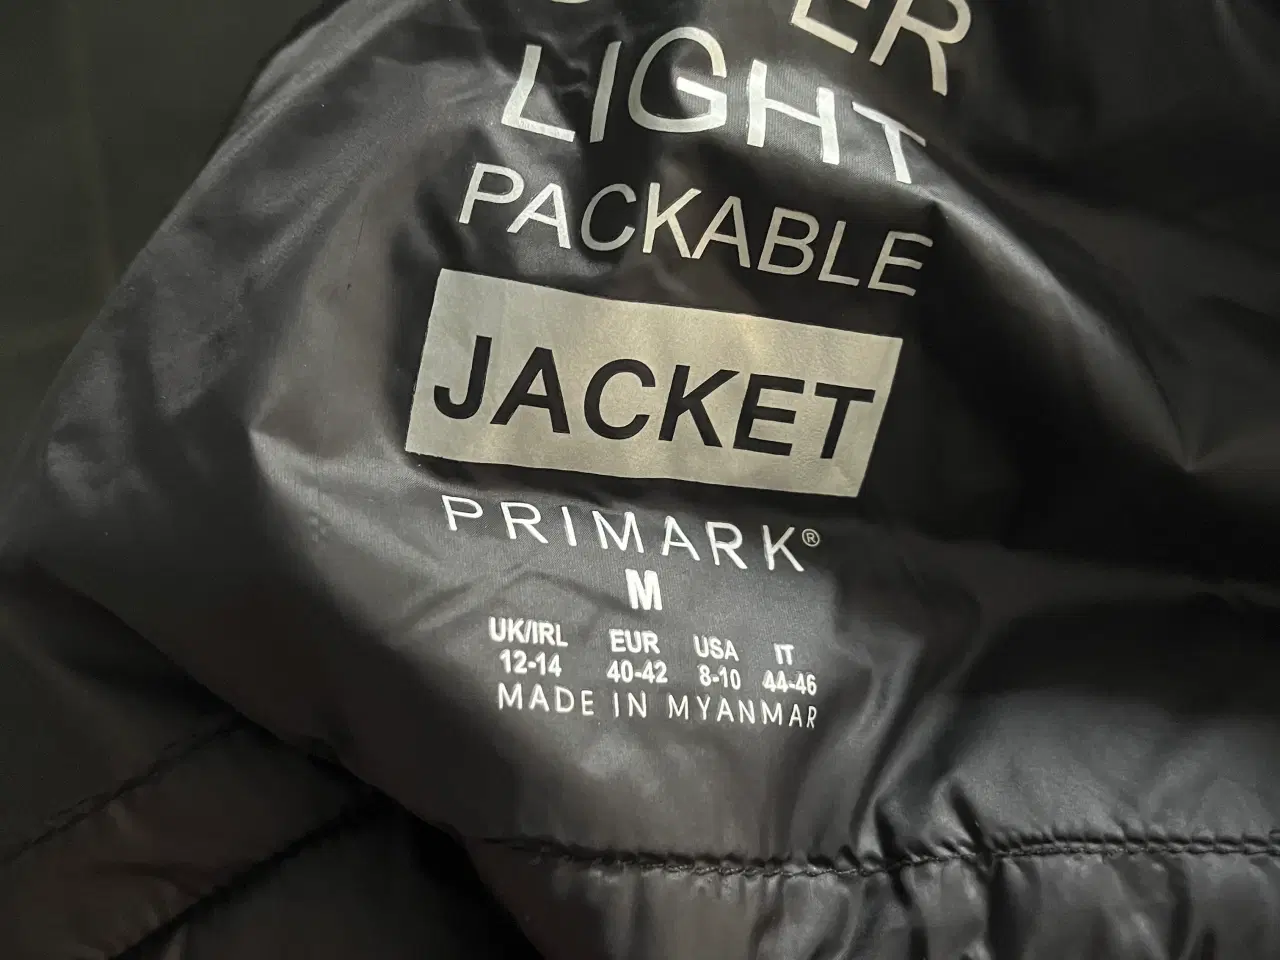 LIGHT
PACKABLE
JACKET
PRIMARK®
M
UK/IRL EUR USA IT
12-14 40-42 8-10 44-46
MADE IN MYANMAR